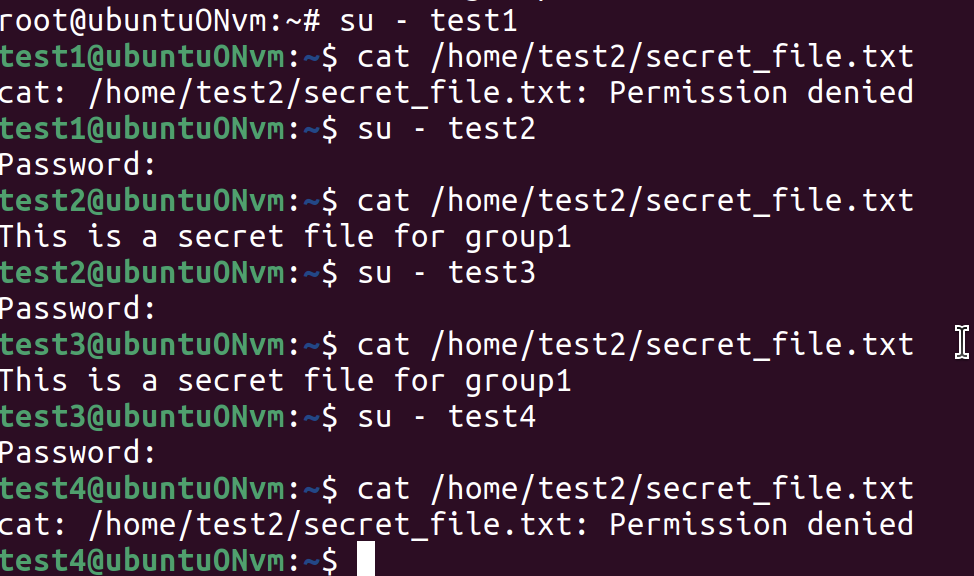 root@ubuntuONvm:~# su - test1
test1@ubuntuONvm:~$ cat /home/test2/secret_file.txt
cat: /home/test2/secret_file.txt: Permission denied
test1@ubuntuONvm:~$ su - test2
Password:
test2@ubuntuONvm:~$ cat /home/test2/secret_file.txt
This is a secret file for group1
test2@ubuntuONvm:~$ su - test3
Password:
test3@ubuntuONvm:~$ cat /home/test2/secret_file.txt
This is a secret file for group1
test3@ubuntuONvm:~$ su - test4
Password:
test4@ubuntuONvm:~$ cat /home/test2/secret_file.txt
cat: /home/test2/secret_file.txt: Permission denied
test4@ubuntuONvm:~$